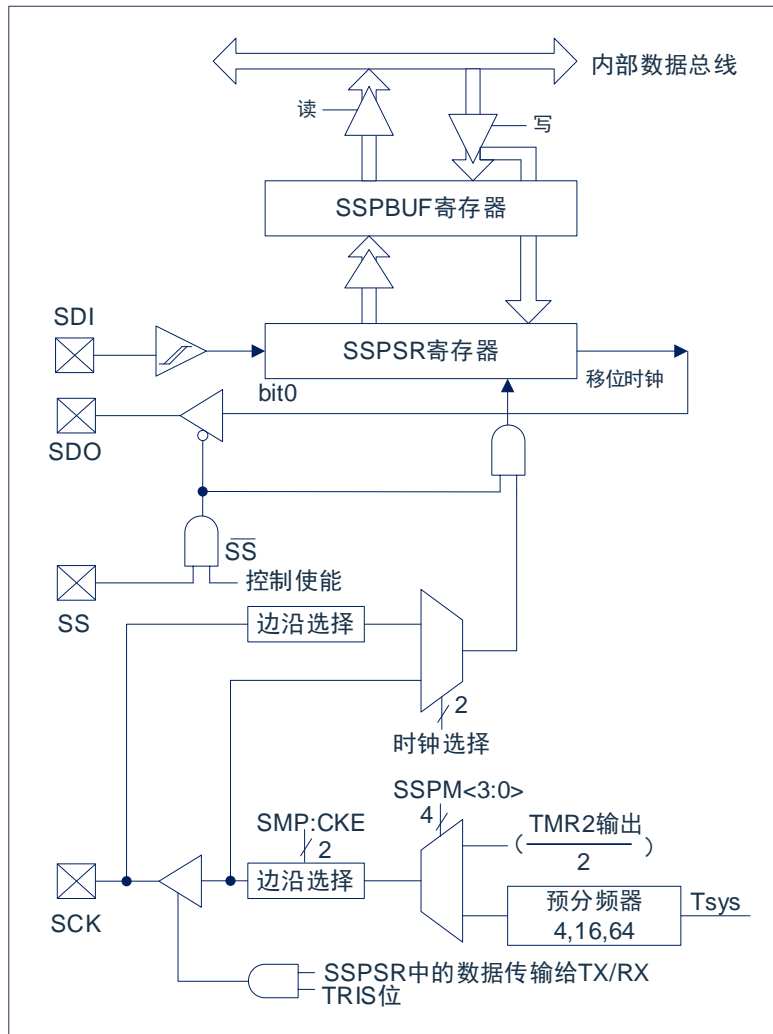 内部数据总线
读
写
SSPBUF寄存器
SDI
SSPSR寄存器
bit0
移位时钟
SDO
SS
控制使能
SS
边沿选择
2
时钟选择
SSPM<3:0>
4
SMP:CKE
2
(TMR2输出
2)
边沿选择
SCK
预分频器
4,16,64
Tsys
SSPSR中的数据传输给TX/RX
TRIS位